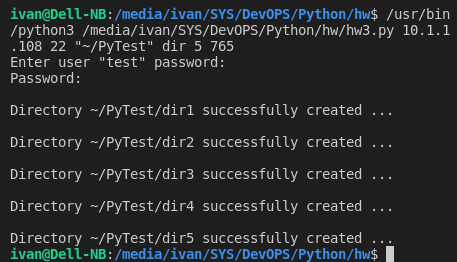 ivan@Dell-NB:/media/ivan/SYS/DevOPS/Python/hw$ /usr/bin
/python3 /media/ivan/SYS/DevOPS/Python/hw/hw3.py 10.1.1
.108 22 "~/PyTest" dir 5 765
Enter user "test" password:
Password:
Directory ~/PyTest/dir1 successfully created ...
Directory ~/PyTest/dir2 successfully created ...
Directory ~/PyTest/dir3 successfully created ...
Directory ~/PyTest/dir4 successfully created ...
Directory ~/PyTest/dir5 successfully created ...
ivan@Dell-NB:/media/ivan/SYS/DevOPS/Python/hw$